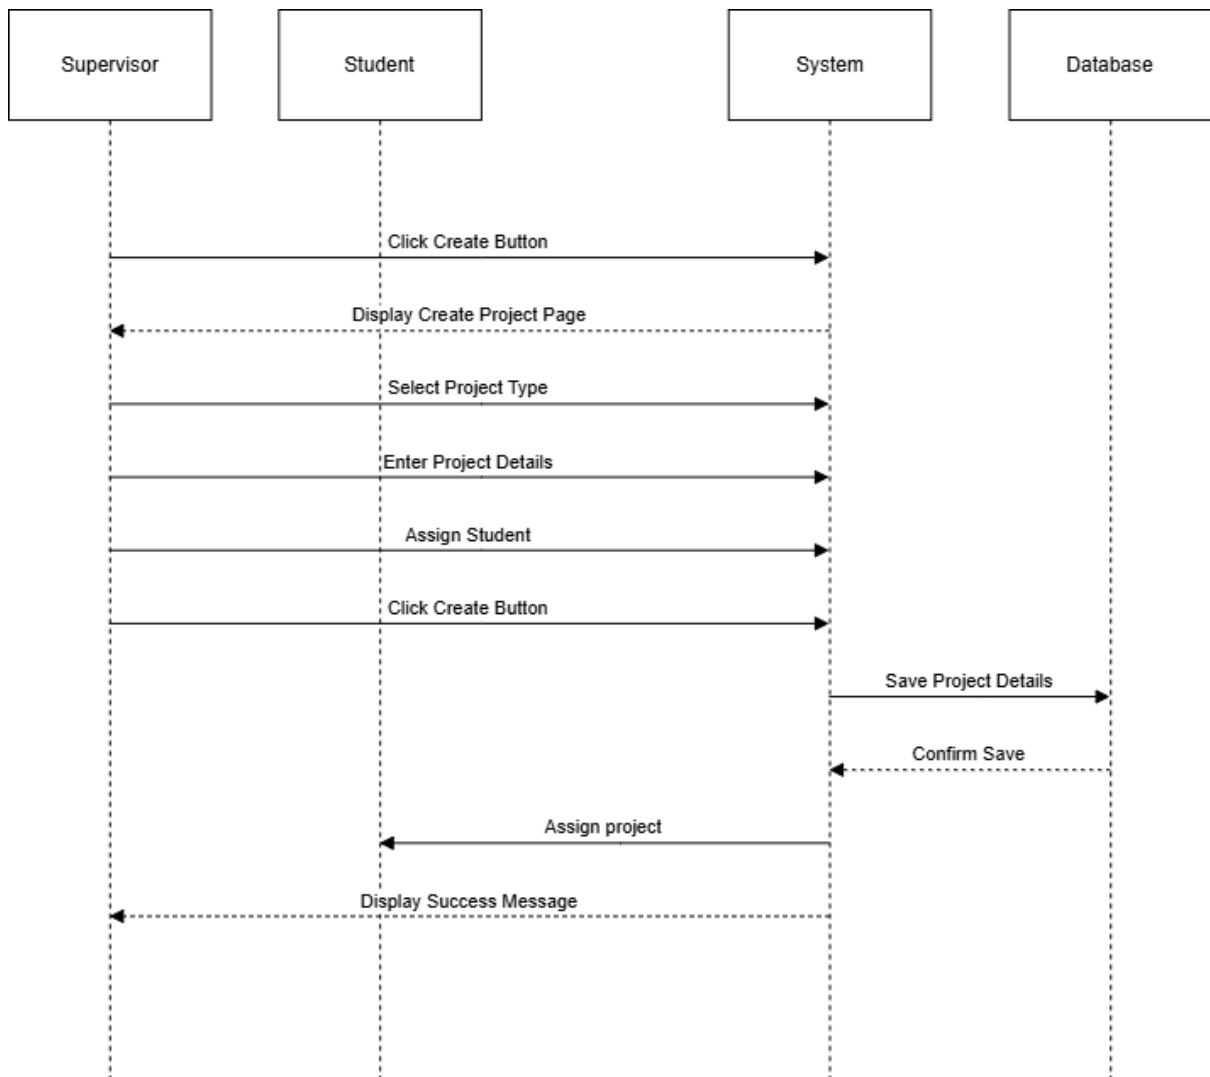 Supervisor
Student
System
Database
Click Create Button
Display Create Project Page
Select Project Type
Enter Project Details
Assign Student
Click Create Button
Save Project Details
Confirm Save
Assign project
Display Success Message